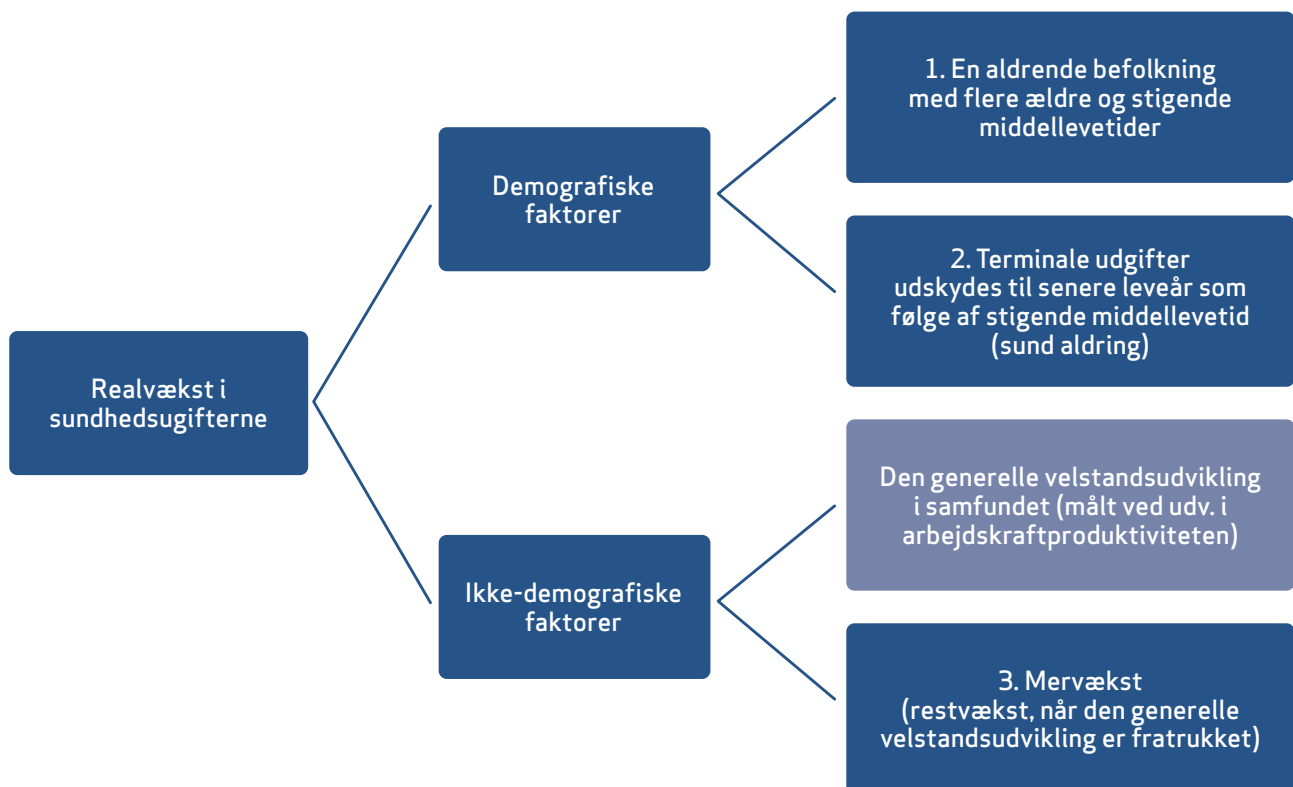 Realvækst i
sundhedsugifterne
Demografiske
faktorer
1. En aldrende befolkning
med flere ældre og stigende
middellevetider
2. Terminale udgifter
udskydes til senere leveår som
følge af stigende middellevetid
(sund aldring)
Ikke-demografiske
faktorer
Den generelle velstandsudvikling
i samfundet (målt ved udv. i
arbejdskraftproduktiviteten)
3. Mervækst
(restvækst, når den generelle
velstandsudvikling er fratrukket)